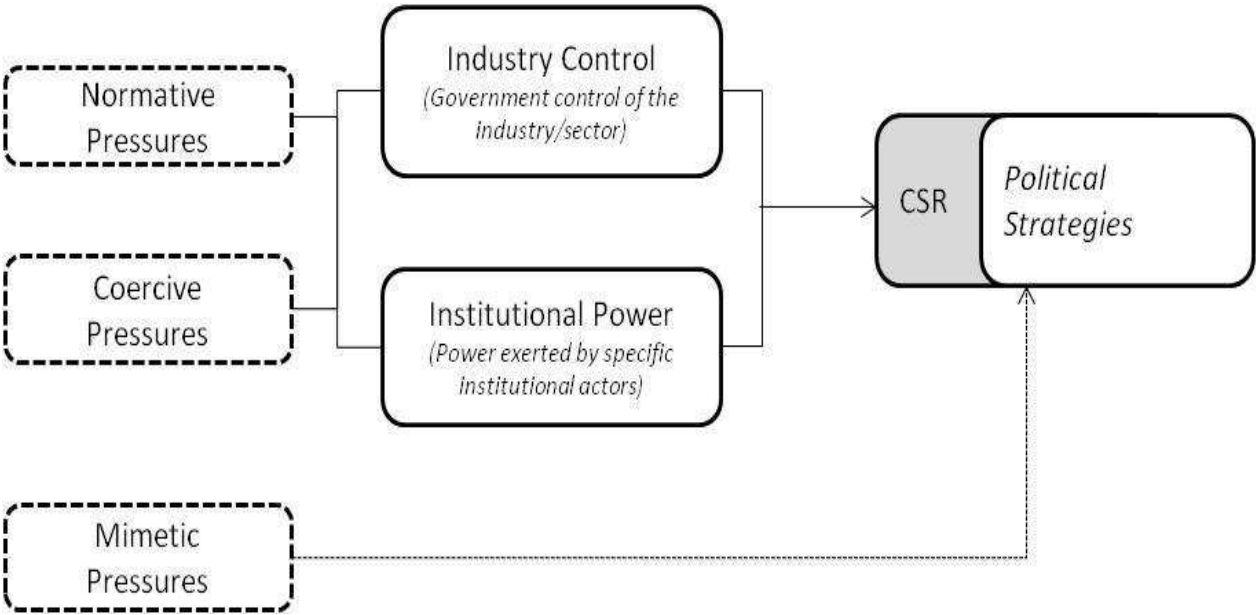 Normative
Pressures
Coercive
Pressures
Mimetic
Pressures
Industry Control
(Government control of the
industry/sector)
Institutional Power
(Power exerted by specific
institutional actors)
CSR
Political
Strategies